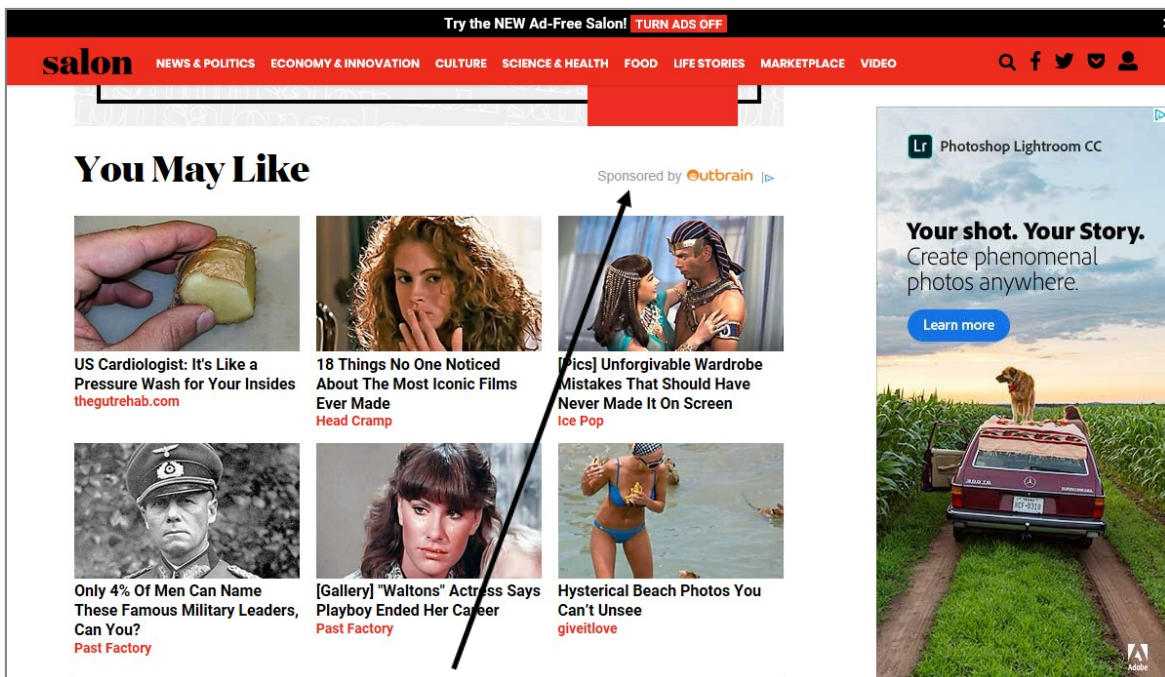 Try the NEW Ad-Free Salon! TURN ADS OFF
salon NEWS & POLITICS ECONOMY & INNOVATION CULTURE SCIENCE & HEALTH FOOD LIFE STORIES MARKETPLACE VIDEO
You May Like
Sponsored by Outbrain
US Cardiologist: It's Like a
Pressure Wash for Your Insides
thegutrehab.com
18 Things No One Noticed
About The Most Iconic Films
Ever Made
Head Cramp
[Pics] Unforgivable Wardrobe
Mistakes That Should Have
Never Made It On Screen
Ice Pop
Only 4% Of Men Can Name
These Famous Military Leaders,
Can You?
Past Factory
[Gallery] "Waltons" Actress Says
Playboy Ended Her Career
Past Factory
Hysterical Beach Photos You
Can't Unsee
giveitlove
Lr Photoshop Lightroom CC
Your shot. Your Story.
Create phenomenal
photos anywhere.
Learn more
Adobe